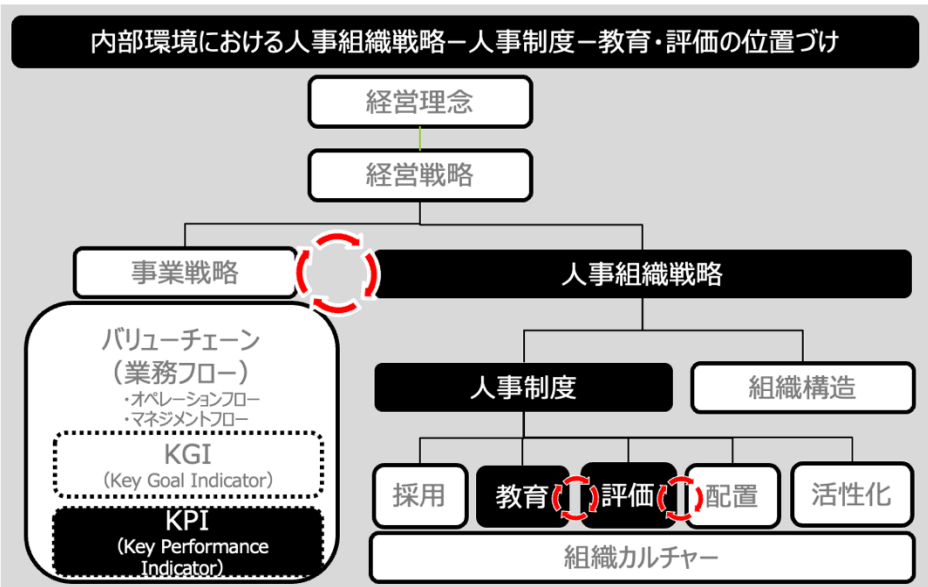 内部環境における人事組織戦略－人事制度－教育・評価の位置づけ
経営理念
経営戦略
事業戦略
人事組織戦略
バリューチェーン
（業務フロー）
・オペレーションフロー
・マネジメントフロー
KGI
(Key Goal Indicator)
KPI
(Key Performance
Indicator)
人事制度
組織構造
採用
教育
評価
配置
活性化
組織カルチャー